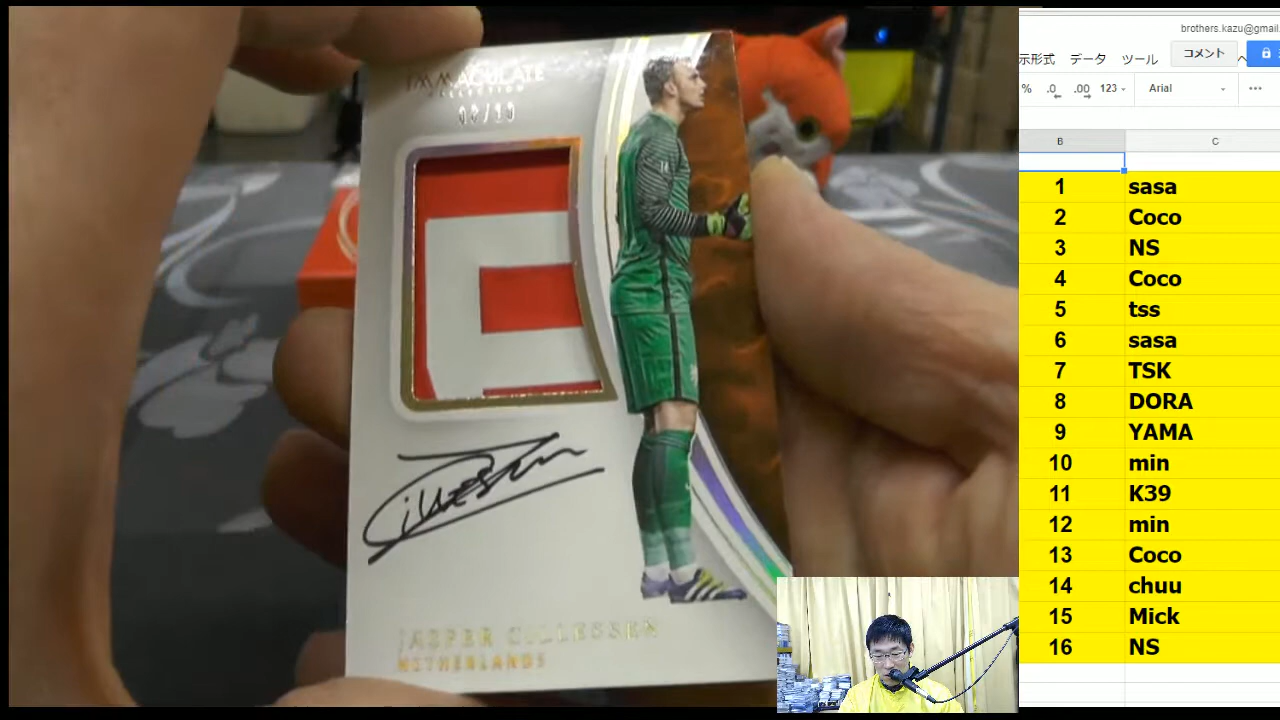 IMMACULATE
COLLECTION
JASPER CILLESSEN
NETHERLANDS
brothers.kazu@gmail.
示形式 データ ツール コメント
% .0 .00 123 Arial
B C
1 sasa
2 Coco
3 NS
4 Coco
5 tss
6 sasa
7 TSK
8 DORA
9 YAMA
10 min
11 K39
12 min
13 Coco
14 chuu
15 Mick
16 NS